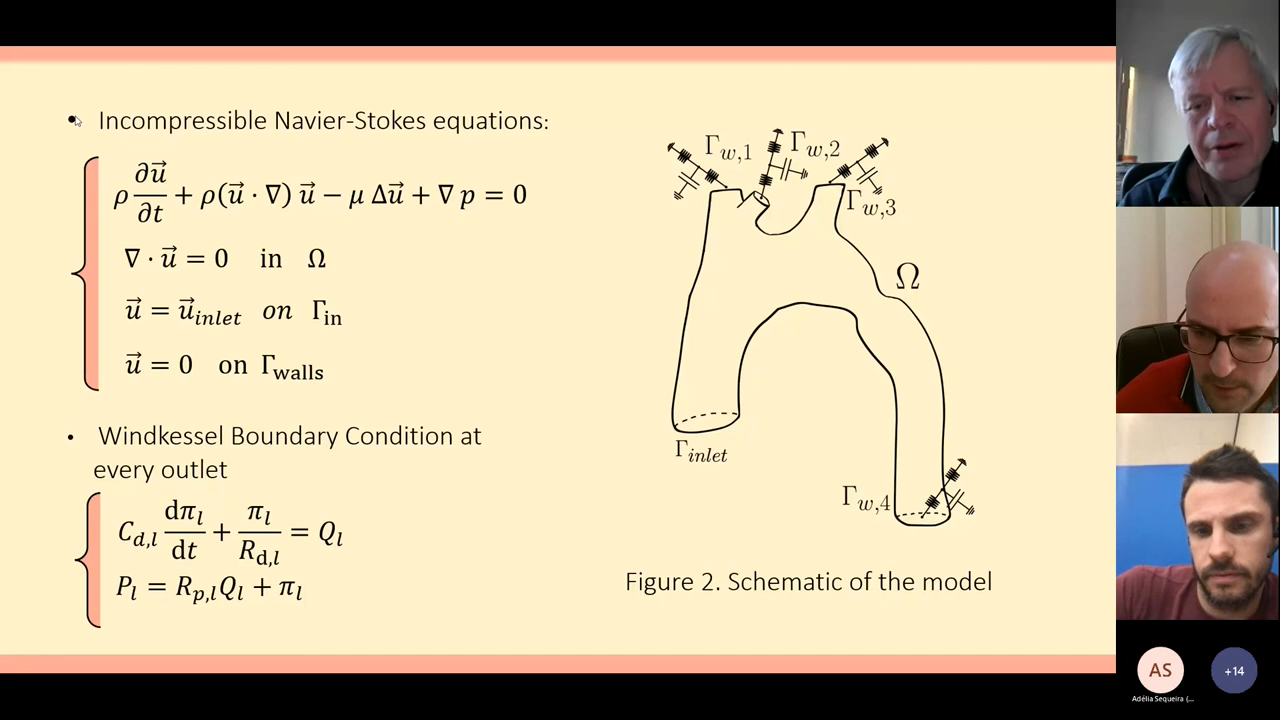 • Incompressible Navier-Stokes equations:
ρ ∂u⃗/∂t + ρ(u⃗ · ∇) u⃗ − μ Δu⃗ + ∇ p = 0
∇ · u⃗ = 0 in Ω
u⃗ = u⃗_inlet on Γ_in
u⃗ = 0 on Γ_walls
• Windkessel Boundary Condition at
every outlet
C_d,l dπ_l/dt + π_l/R_d,l = Q_l
P_l = R_p,l Q_l + π_l
Γ_w,1
Γ_w,2
Γ_w,3
Ω
Γ_inlet
Γ_w,4
Figure 2. Schematic of the model
AS
+14
Adélia Sequeira (...